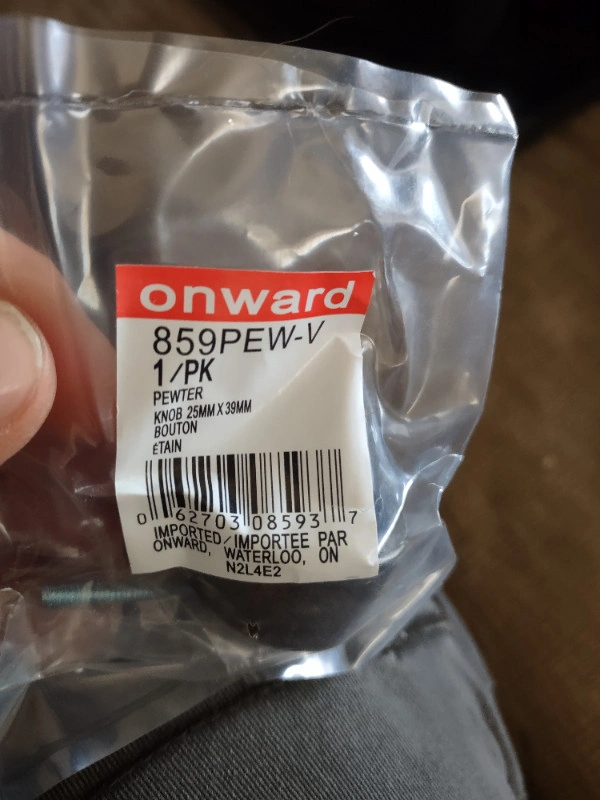 onward
859PEW-V
1/PK
PEWTER
KNOB 25MM X 39MM
BOUTON
ÉTAIN
0 62703 08593 7
IMPORTED/IMPORTEE PAR
ONWARD, WATERLOO, ON
N2L4E2